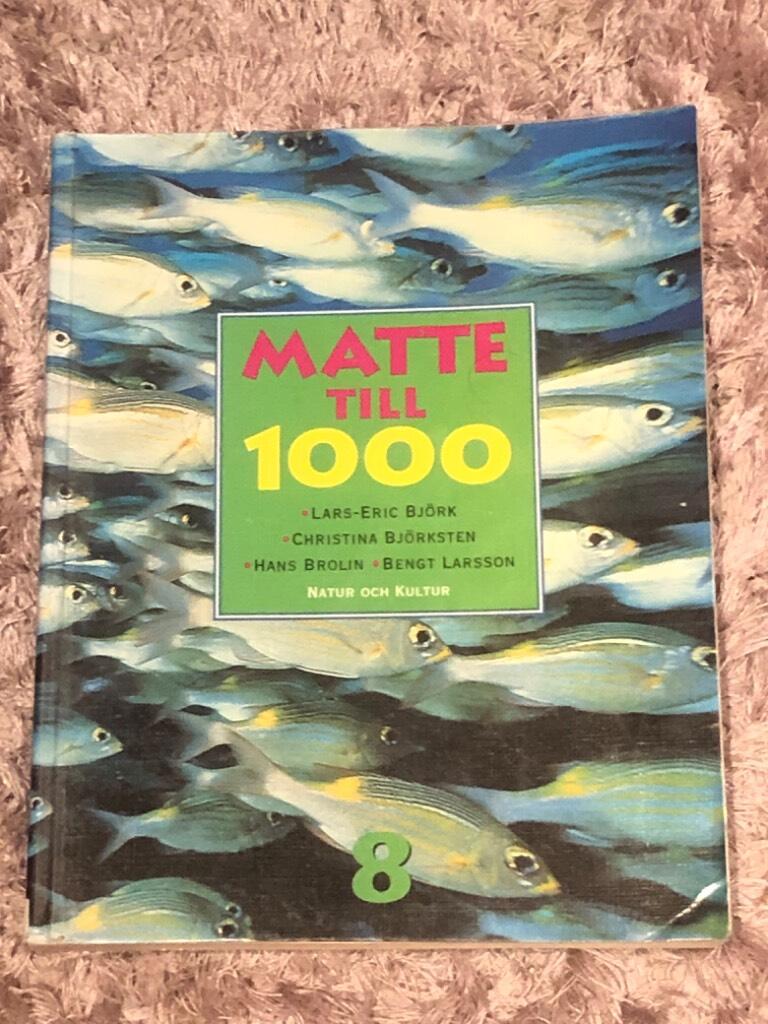 MATTE
TILL
1000
• LARS-ERIC BJÖRK
• CHRISTINA BJÖRKSTEN
• HANS BROLIN • BENGT LARSSON
NATUR OCH KULTUR
8